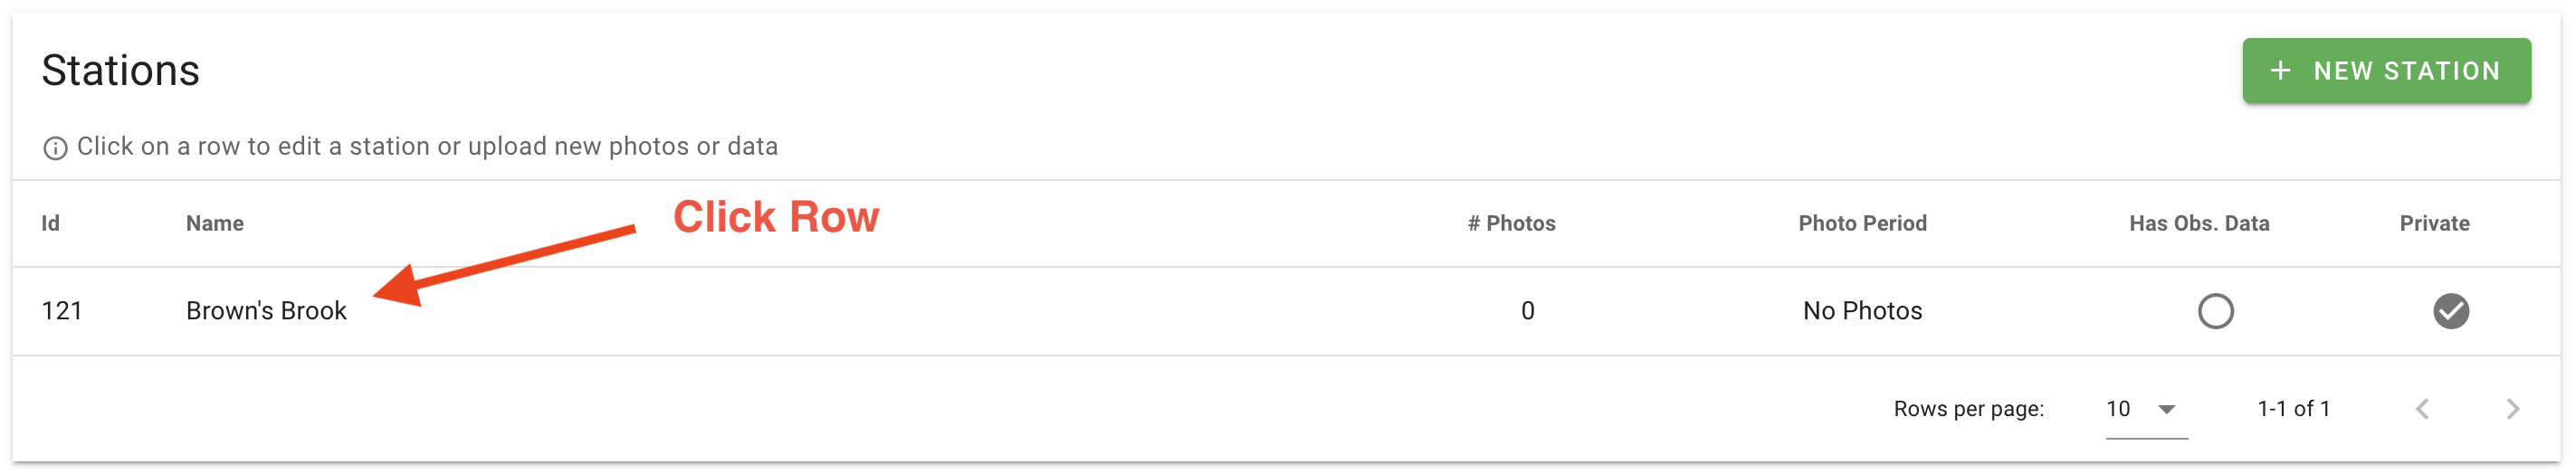 Stations
+ NEW STATION
Click on a row to edit a station or upload new photos or data
Click Row
Id Name # Photos Photo Period Has Obs. Data Private
121 Brown's Brook 0 No Photos
Rows per page: 10 1-1 of 1